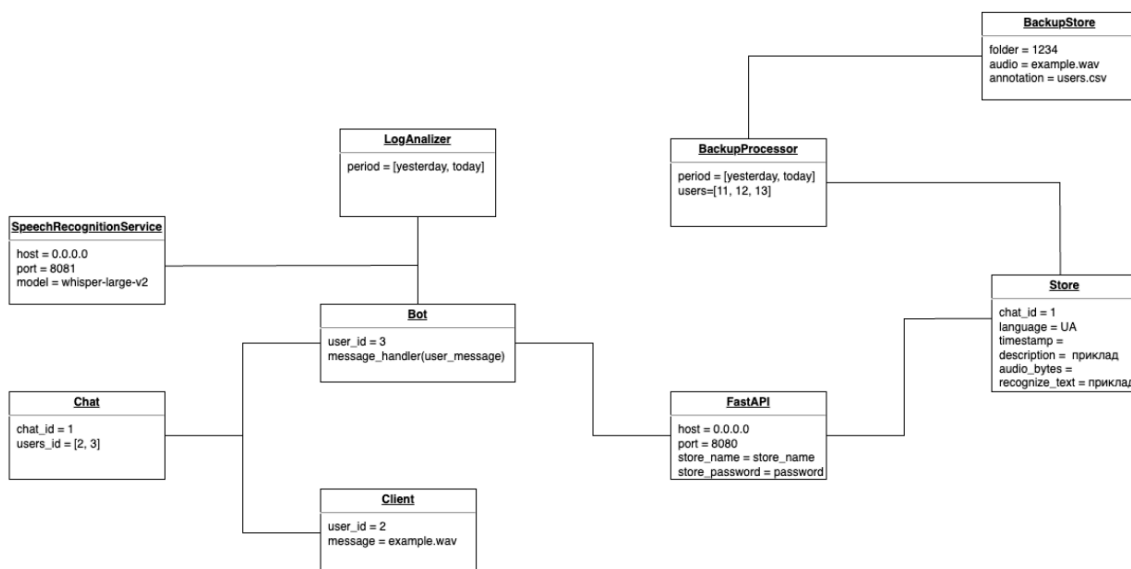 BackupStore
folder = 1234
audio = example.wav
annotation = users.csv
LogAnalizer
period = [yesterday, today]
BackupProcessor
period = [yesterday, today]
users=[11, 12, 13]
SpeechRecognitionService
host = 0.0.0.0
port = 8081
model = whisper-large-v2
Bot
user_id = 3
message_handler(user_message)
Store
chat_id = 1
language = UA
timestamp =
description = приклад
audio_bytes =
recognize_text = приклад
Chat
chat_id = 1
users_id = [2, 3]
FastAPI
host = 0.0.0.0
port = 8080
store_name = store_name
store_password = password
Client
user_id = 2
message = example.wav